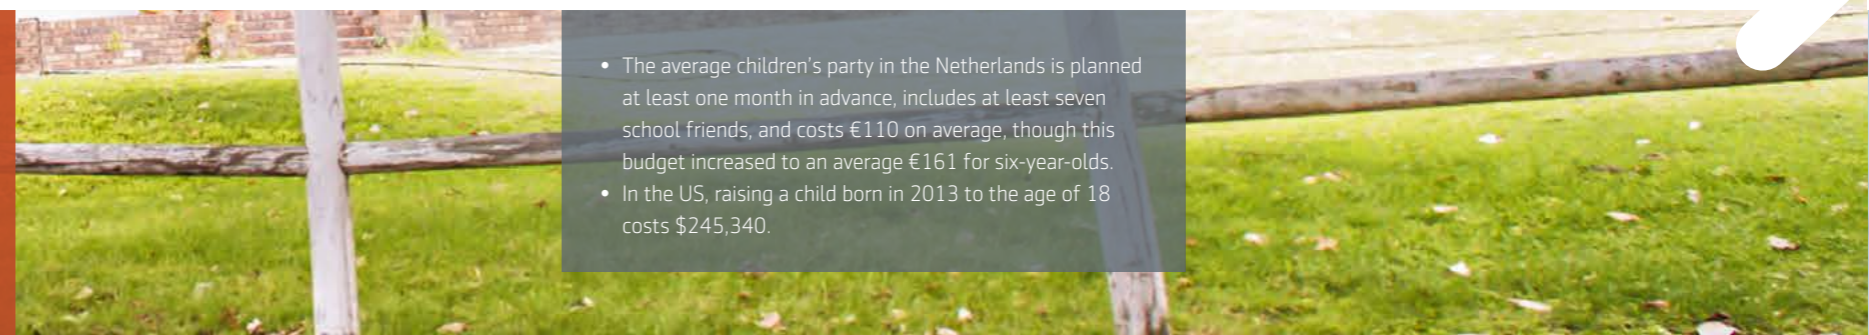 • The average children's party in the Netherlands is planned
at least one month in advance, includes at least seven
school friends, and costs €110 on average, though this
budget increased to an average €161 for six-year-olds.
• In the US, raising a child born in 2013 to the age of 18
costs $245,340.